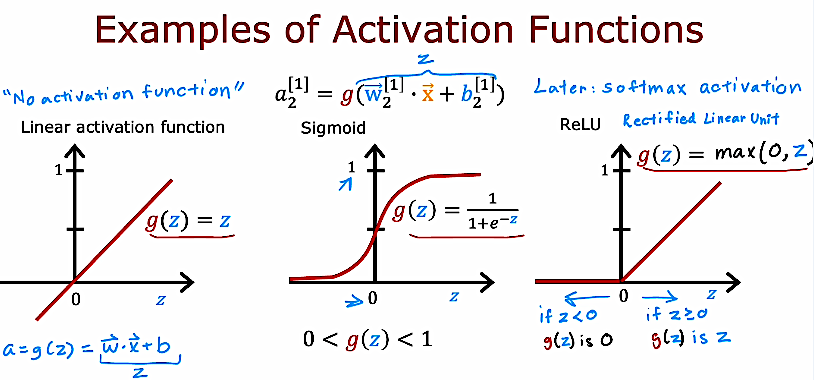 Examples of Activation Functions
z
"No activation function"
a₂^[1] = g(w⃗₂^[1] · x⃗ + b₂^[1])
Later: softmax activation
Linear activation function
Sigmoid
ReLU Rectified Linear Unit
1
g(z) = z
0
z
1
g(z) = 1/(1+e^-z)
0
z
g(z) = max(0, z)
1
0
z
a = g(z) = w⃗·x⃗ + b
z
0 < g(z) < 1
if z<0
g(z) is 0
if z≥0
g(z) is z